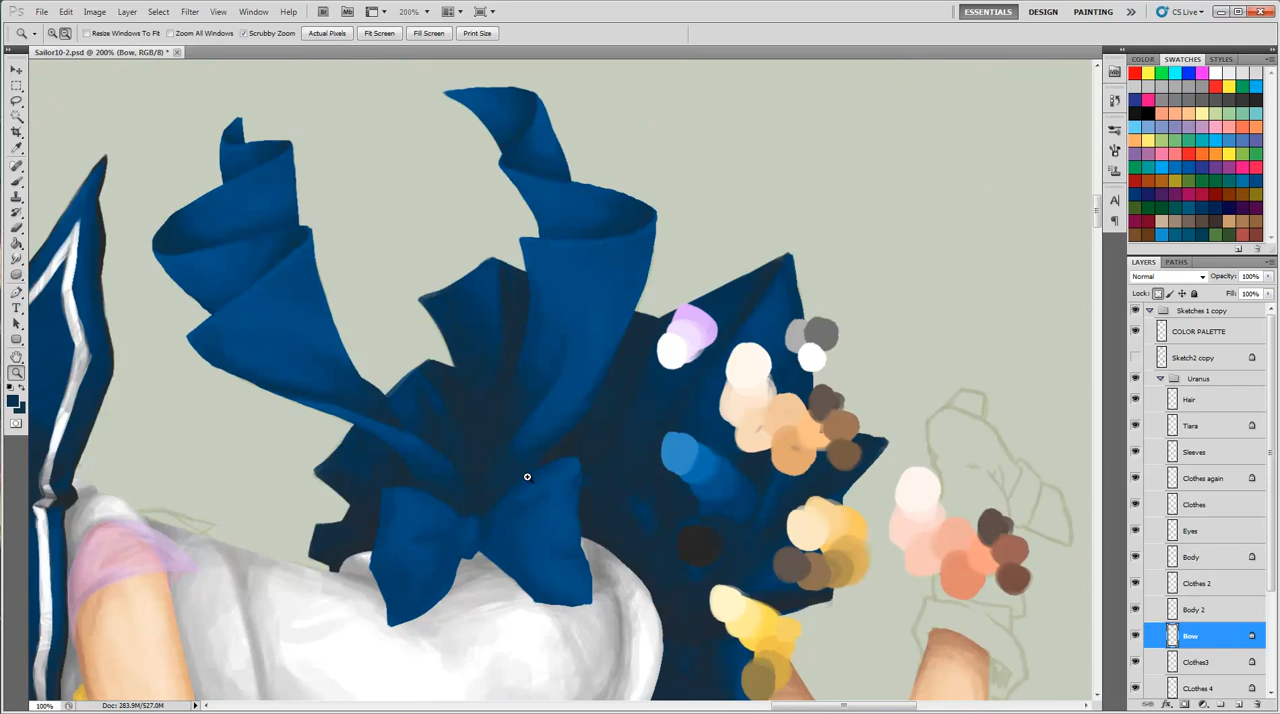 Ps File Edit Image Layer Select Filter View Window Help Br Mb 200% ESSENTIALS DESIGN PAINTING CS Live
Resize Windows To Fit Zoom All Windows Scrubby Zoom Actual Pixels Fit Screen Fill Screen Print Size
Sailor10-2.psd @ 200% (Bow, RGB/8) *
COLOR SWATCHES STYLES
LAYERS PATHS
Normal Opacity: 100%
Lock: Fill: 100%
Sketches 1 copy
COLOR PALETTE
Sketch2 copy
Uranus
Hair
Tiara
Sleeves
Clothes again
Clothes
Eyes
Body
Clothes 2
Body 2
Bow
Clothes3
CLothes 4
100% Doc: 283.9M/527.0M